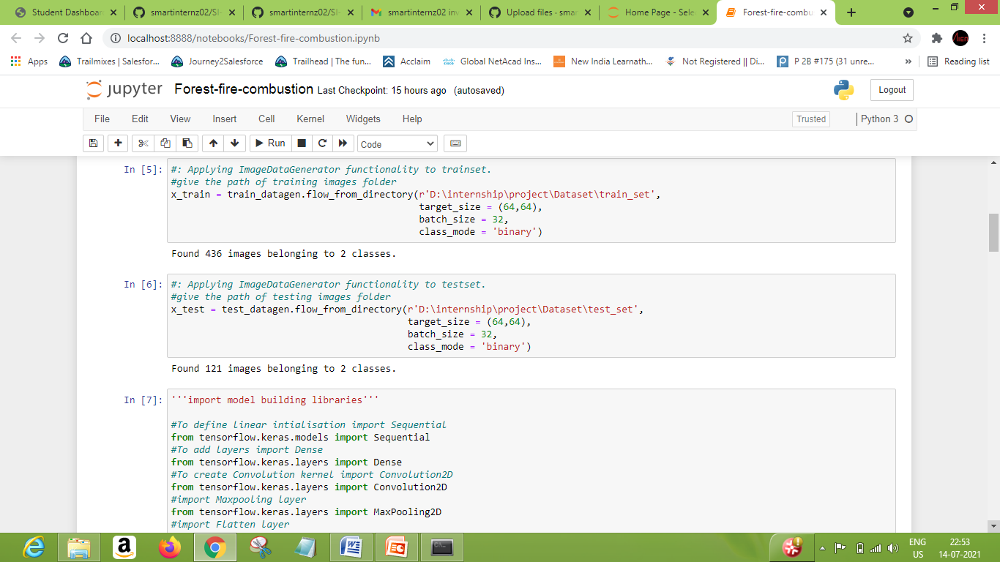 Student Dashboar
smartinternz02/SI-
smartinternz02/SI-
smartinternz02 inv
Upload files · smar
Home Page - Sele
Forest-fire-combu
localhost:8888/notebooks/Forest-fire-combustion.ipynb
Apps
Trailmixes | Salesfor...
Journey2Salesforce
Trailhead | The fun...
Acclaim
Global NetAcad Ins...
New India Learnath...
Not Registered || Di...
P 2B #175 (31 unre...
»
Reading list
jupyter Forest-fire-combustion Last Checkpoint: 15 hours ago (autosaved)
Logout
File Edit View Insert Cell Kernel Widgets Help
Trusted
Python 3
Run
Code
In [5]:
#: Applying ImageDataGenerator functionality to trainset.
#give the path of training images folder
x_train = train_datagen.flow_from_directory(r'D:\internship\project\Dataset\train_set',
target_size = (64,64),
batch_size = 32,
class_mode = 'binary')
Found 436 images belonging to 2 classes.
In [6]:
#: Applying ImageDataGenerator functionality to testset.
#give the path of testing images folder
x_test = test_datagen.flow_from_directory(r'D:\internship\project\Dataset\test_set',
target_size = (64,64),
batch_size = 32,
class_mode = 'binary')
Found 121 images belonging to 2 classes.
In [7]:
'''import model building libraries'''
#To define linear intialisation import Sequential
from tensorflow.keras.models import Sequential
#To add layers import Dense
from tensorflow.keras.layers import Dense
#To create Convolution kernel import Convolution2D
from tensorflow.keras.layers import Convolution2D
#import Maxpooling layer
from tensorflow.keras.layers import MaxPooling2D
#import Flatten layer
ENG
US
22:53
14-07-2021